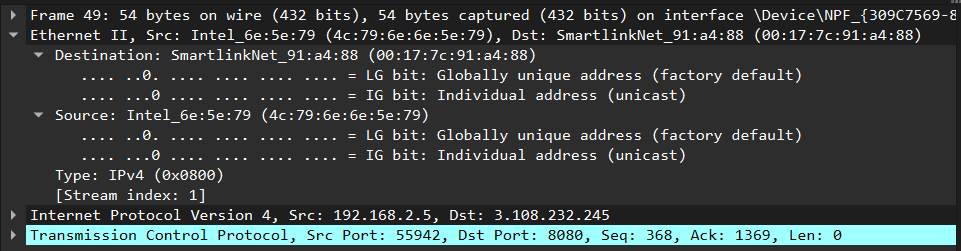 Frame 49: 54 bytes on wire (432 bits), 54 bytes captured (432 bits) on interface \Device\NPF_{309C7569-8
Ethernet II, Src: Intel_6e:5e:79 (4c:79:6e:6e:5e:79), Dst: SmartlinkNet_91:a4:88 (00:17:7c:91:a4:88)
Destination: SmartlinkNet_91:a4:88 (00:17:7c:91:a4:88)
.... ..0. .... .... .... .... = LG bit: Globally unique address (factory default)
.... ...0 .... .... .... .... = IG bit: Individual address (unicast)
Source: Intel_6e:5e:79 (4c:79:6e:6e:5e:79)
.... ..0. .... .... .... .... = LG bit: Globally unique address (factory default)
.... ...0 .... .... .... .... = IG bit: Individual address (unicast)
Type: IPv4 (0x0800)
[Stream index: 1]
Internet Protocol Version 4, Src: 192.168.2.5, Dst: 3.108.232.245
Transmission Control Protocol, Src Port: 55942, Dst Port: 8080, Seq: 368, Ack: 1369, Len: 0